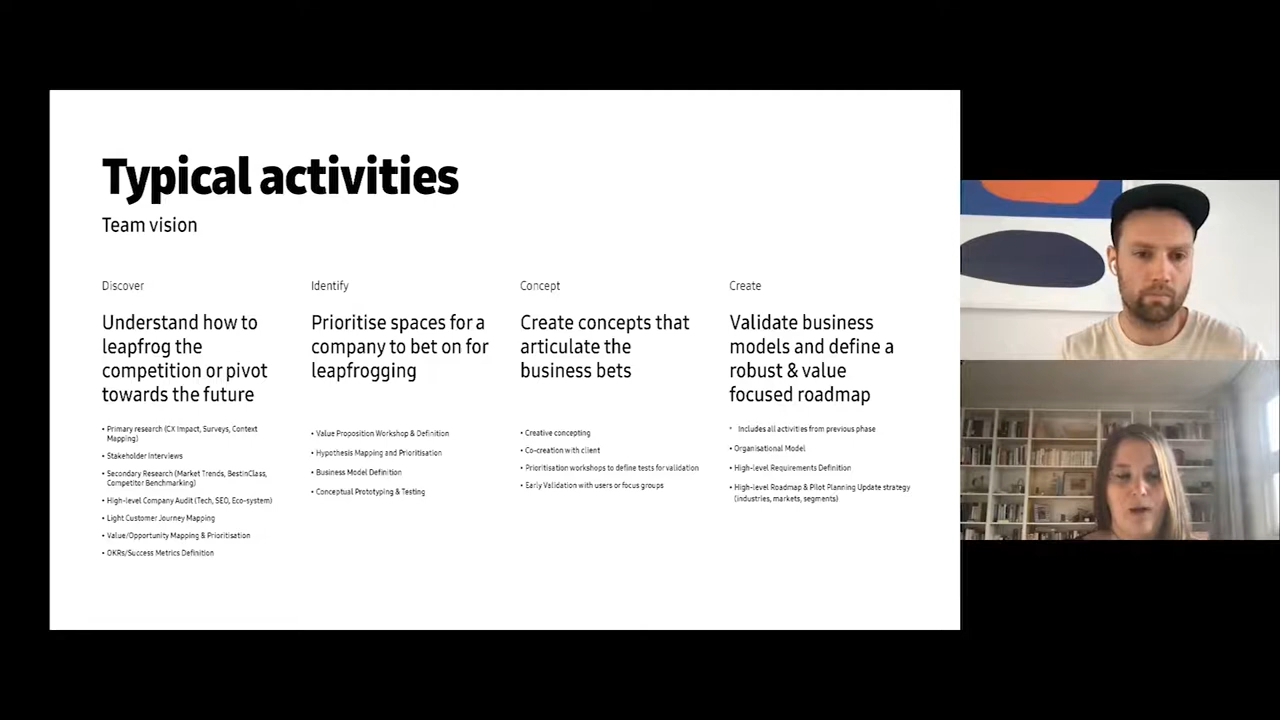 Typical activities
Team vision
Discover
Understand how to
leapfrog the
competition or pivot
towards the future
• Primary research (CX Impact, Surveys, Context
Mapping)
• Stakeholder Interviews
• Secondary Research (Market Trends, BestinClass,
Competitor Benchmarking)
• High-level Company Audit (Tech, SEO, Eco-system)
• Light Customer Journey Mapping
• Value/Opportunity Mapping & Prioritisation
• OKRs/Success Metrics Definition
Identify
Prioritise spaces for a
company to bet on for
leapfrogging
• Value Proposition Workshop & Definition
• Hypothesis Mapping and Prioritisation
• Business Model Definition
• Conceptual Prototyping & Testing
Concept
Create concepts that
articulate the
business bets
• Creative concepting
• Co-creation with client
• Prioritisation workshops to define tests for validation
• Early Validation with users or focus groups
Create
Validate business
models and define a
robust & value
focused roadmap
• Includes all activities from previous phase
• Organisational Model
• High-level Requirements Definition
• High-level Roadmap & Pilot Planning Update strategy
(industries, markets, segments)